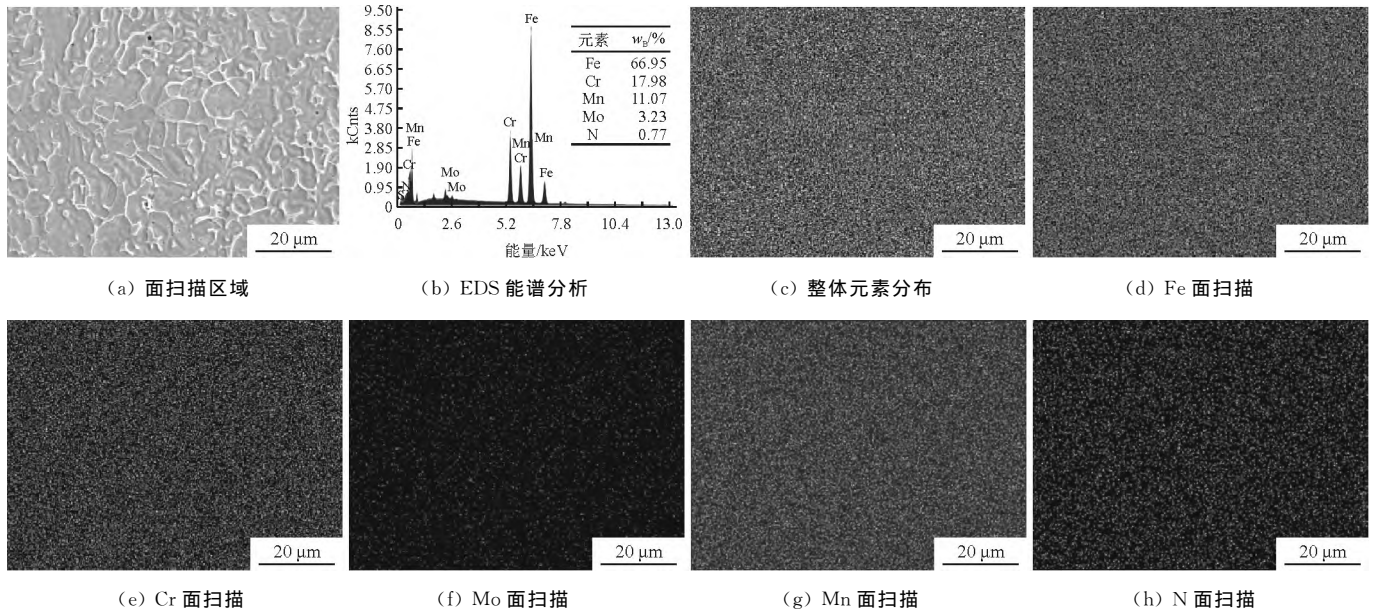 9.50
8.55
7.60
6.65
5.70
4.75
3.80
2.85
1.90
0.95
0
kCnts
Fe
Cr
Mn
Mn
Cr
Fe
Mn
Fe
Cr
Mo
Mo
元素 wB/%
Fe 66.95
Cr 17.98
Mn 11.07
Mo 3.23
N 0.77
0 2.6 5.2 7.8 10.4 13.0
能量/keV
20 μm
20 μm
20 μm
(a) 面扫描区域
(b) EDS 能谱分析
(c) 整体元素分布
(d) Fe 面扫描
20 μm
20 μm
20 μm
20 μm
(e) Cr 面扫描
(f) Mo 面扫描
(g) Mn 面扫描
(h) N 面扫描